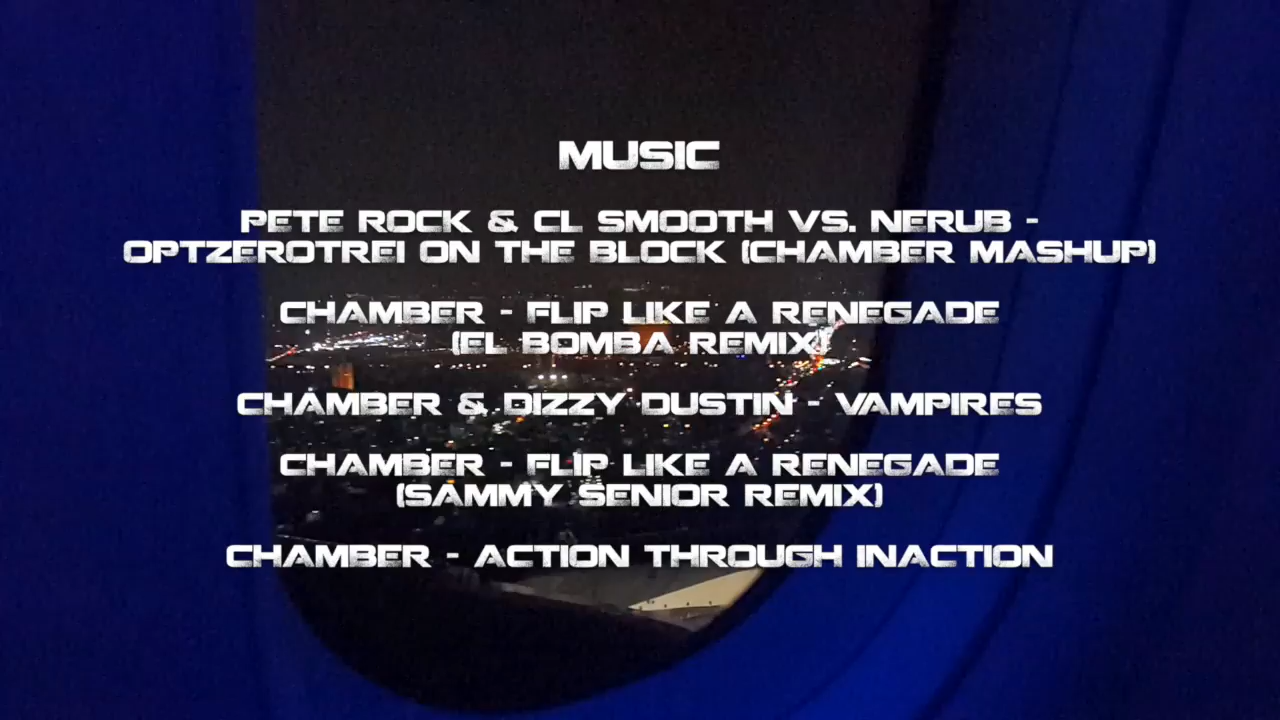 MUSIC
PETE ROCK & CL SMOOTH VS. NERUB -
OPTZEROTREI ON THE BLOCK (CHAMBER MASHUP)
CHAMBER - FLIP LIKE A RENEGADE
(EL BOMBA REMIX)
CHAMBER & DIZZY DUSTIN - VAMPIRES
CHAMBER - FLIP LIKE A RENEGADE
(SAMMY SENIOR REMIX)
CHAMBER - ACTION THROUGH INACTION